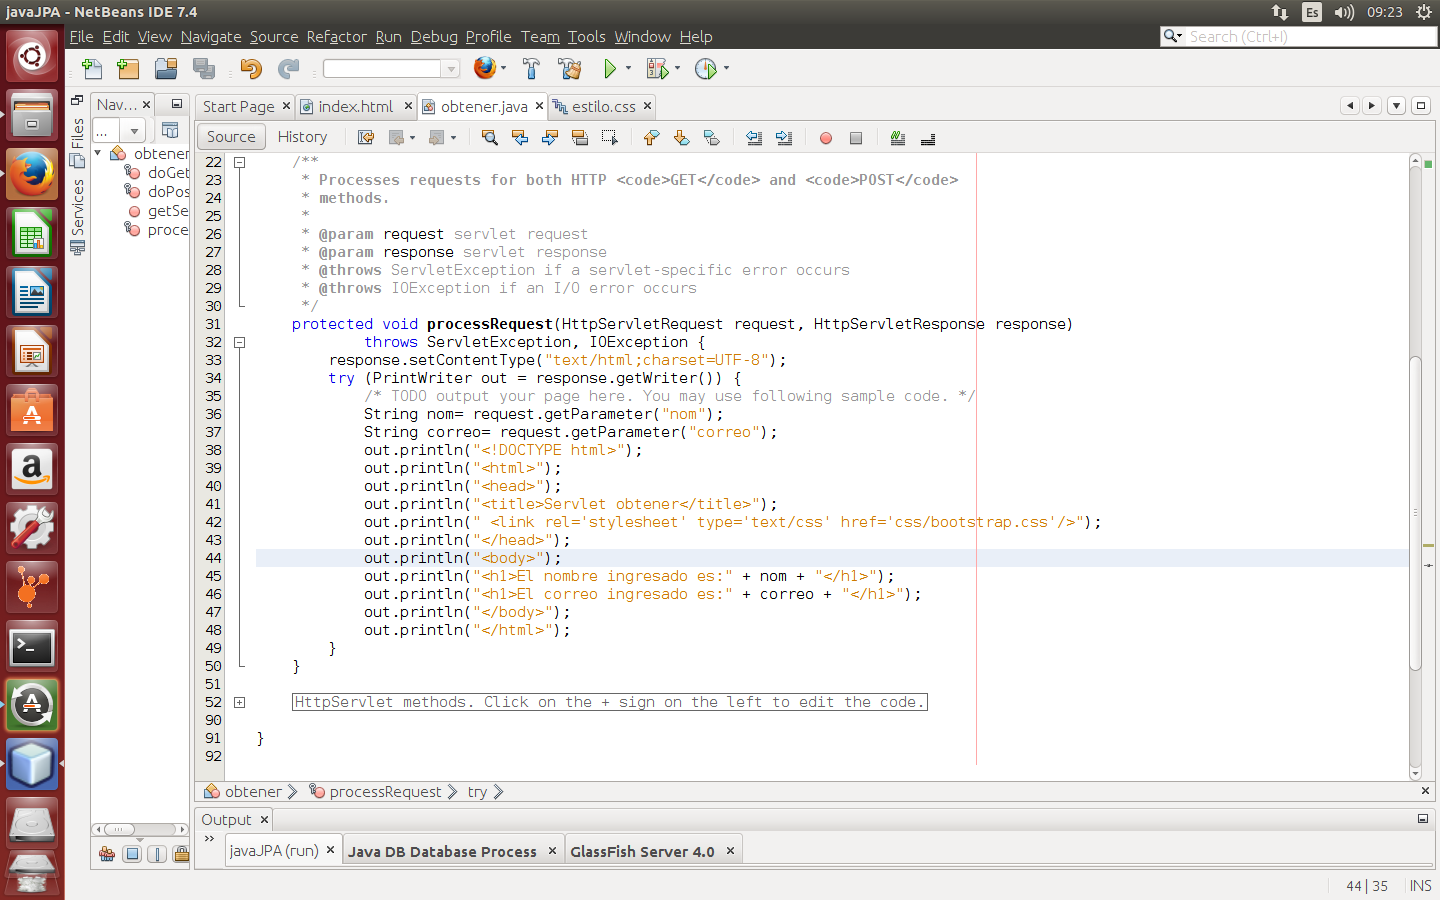 javaJPA - NetBeans IDE 7.4
Es
09:23
File Edit View Navigate Source Refactor Run Debug Profile Team Tools Window Help
Search (Ctrl+I)
Files
Services
Nav...
...
obtener
doGet
doPos
getSe
proce
Start Page
index.html
obtener.java
estilo.css
Source
History
22 /**
23 * Processes requests for both HTTP <code>GET</code> and <code>POST</code>
24 * methods.
25 *
26 * @param request servlet request
27 * @param response servlet response
28 * @throws ServletException if a servlet-specific error occurs
29 * @throws IOException if an I/O error occurs
30 */
31 protected void processRequest(HttpServletRequest request, HttpServletResponse response)
32 throws ServletException, IOException {
33 response.setContentType("text/html;charset=UTF-8");
34 try (PrintWriter out = response.getWriter()) {
35 /* TODO output your page here. You may use following sample code. */
36 String nom= request.getParameter("nom");
37 String correo= request.getParameter("correo");
38 out.println("<!DOCTYPE html>");
39 out.println("<html>");
40 out.println("<head>");
41 out.println("<title>Servlet obtener</title>");
42 out.println(" <link rel='stylesheet' type='text/css' href='css/bootstrap.css'/>");
43 out.println("</head>");
44 out.println("<body>");
45 out.println("<h1>El nombre ingresado es:" + nom + "</h1>");
46 out.println("<h1>El correo ingresado es:" + correo + "</h1>");
47 out.println("</body>");
48 out.println("</html>");
49 }
50 }
51
52 HttpServlet methods. Click on the + sign on the left to edit the code.
90
91 }
92
obtener
processRequest
try
Output
javaJPA (run)
Java DB Database Process
GlassFish Server 4.0
44|35
INS